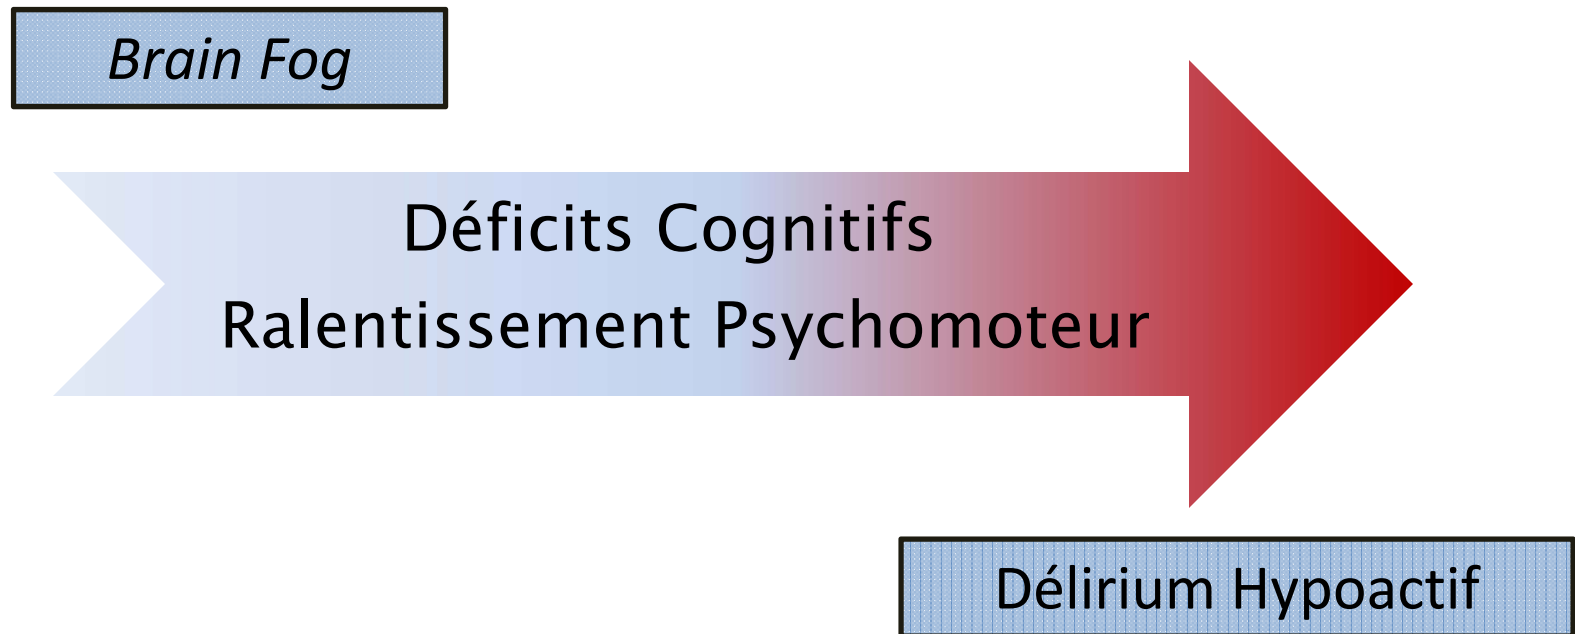 Brain Fog
Déficits Cognitifs
Ralentissement Psychomoteur
Délirium Hypoactif